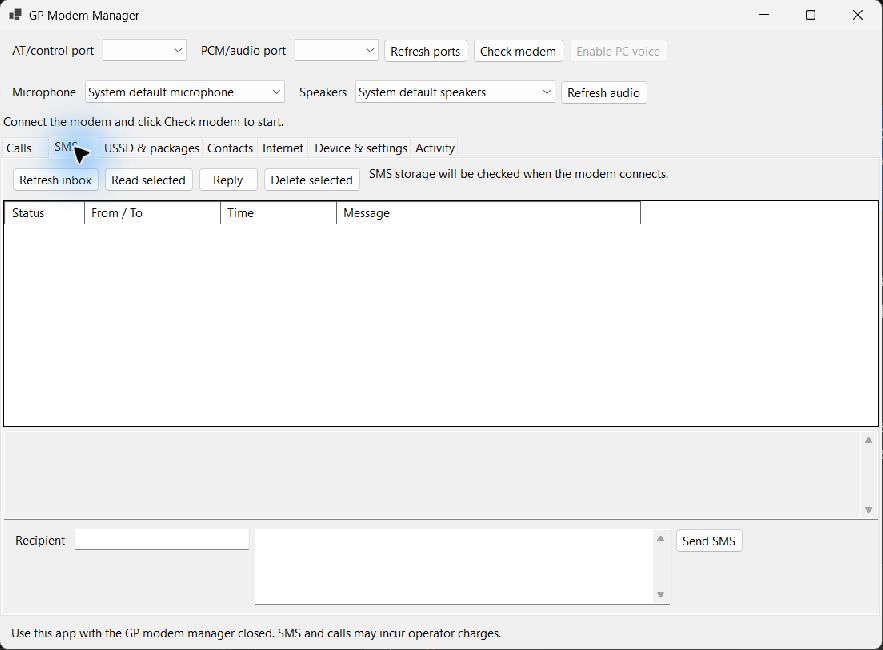 GP Modem Manager
AT/control port PCM/audio port Refresh ports Check modem Enable PC voice
Microphone System default microphone Speakers System default speakers Refresh audio
Connect the modem and click Check modem to start.
Calls SMS USSD & packages Contacts Internet Device & settings Activity
Refresh inbox Read selected Reply Delete selected SMS storage will be checked when the modem connects.
Status From / To Time Message
Recipient Send SMS
Use this app with the GP modem manager closed. SMS and calls may incur operator charges.